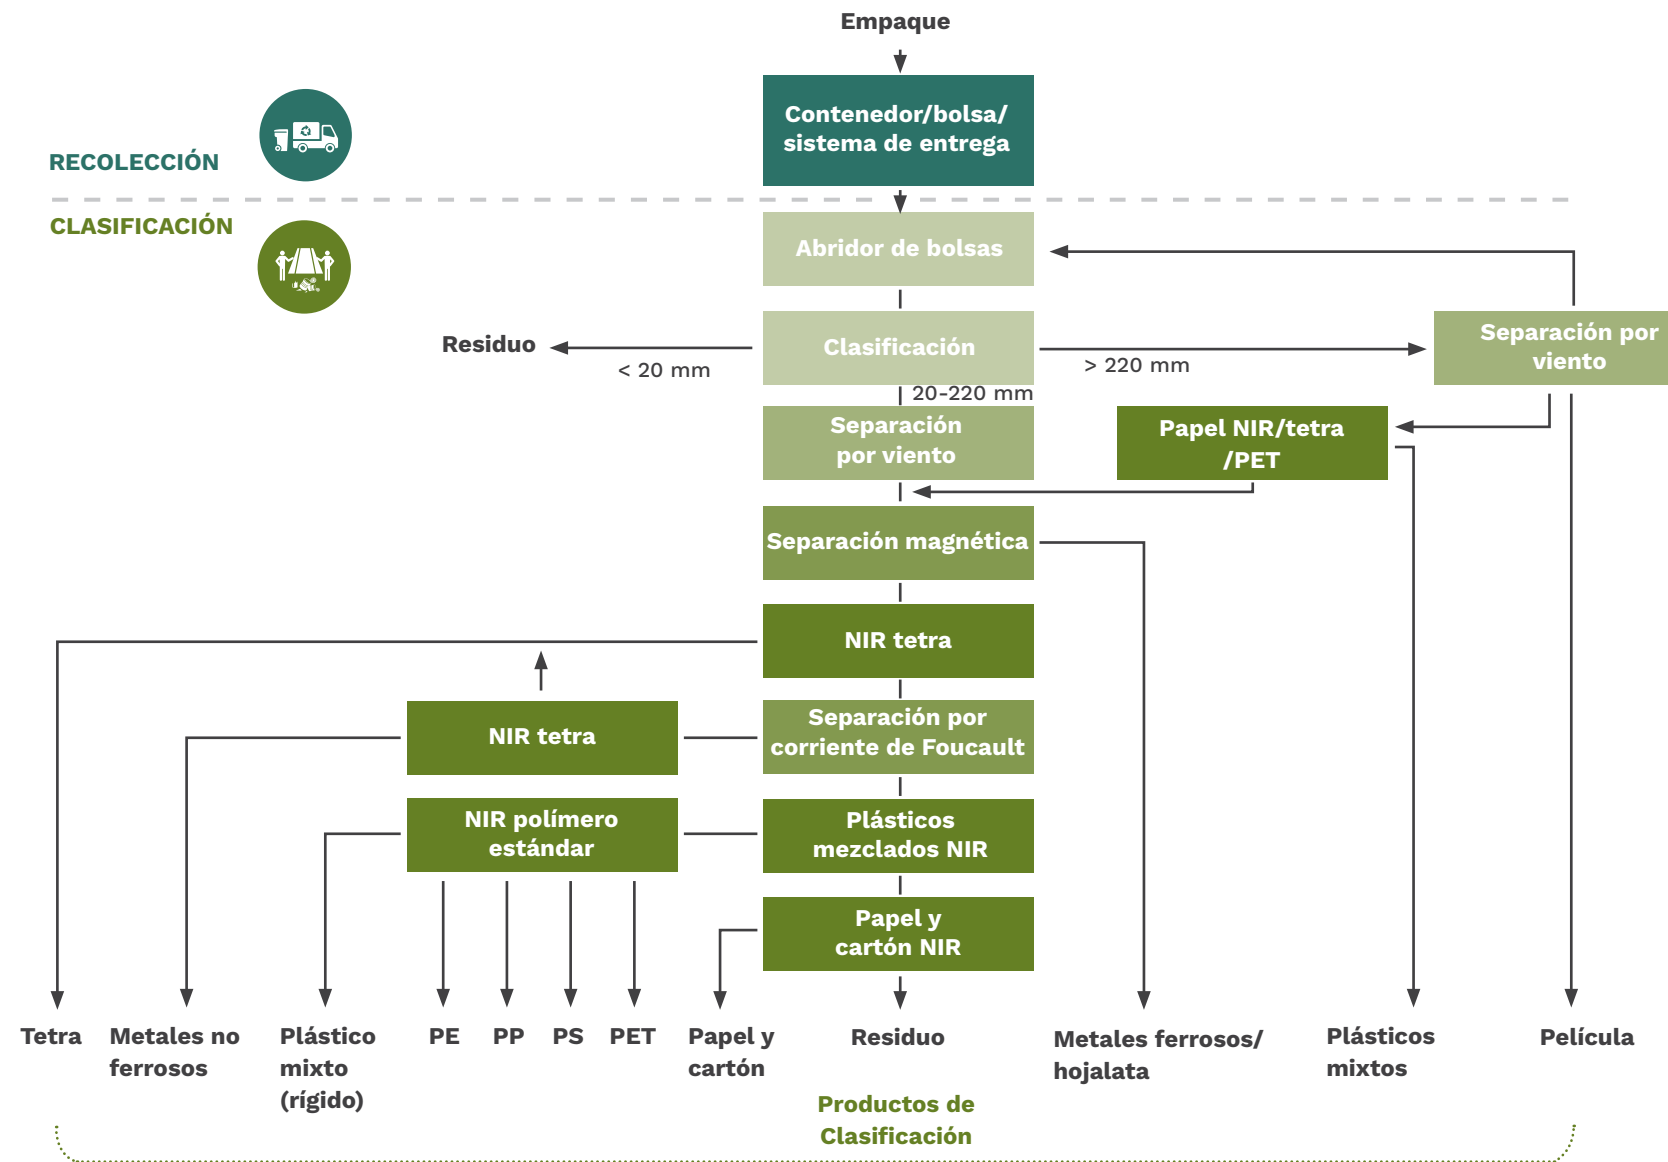 Empaque
Contenedor/bolsa/
sistema de entrega
RECOLECCIÓN
CLASIFICACIÓN
Abridor de bolsas
Residuo
< 20 mm
Clasificación
> 220 mm
20-220 mm
Separación por
viento
Separación
por viento
Papel NIR/tetra
/PET
Separación magnética
NIR tetra
NIR tetra
Separación por
corriente de Foucault
NIR polímero
estándar
Plásticos
mezclados NIR
Papel y
cartón NIR
Tetra
Metales no
ferrosos
Plástico
mixto
(rígido)
PE
PP
PS
PET
Papel y
cartón
Residuo
Metales ferrosos/
hojalata
Plásticos
mixtos
Película
Productos de
Clasificación